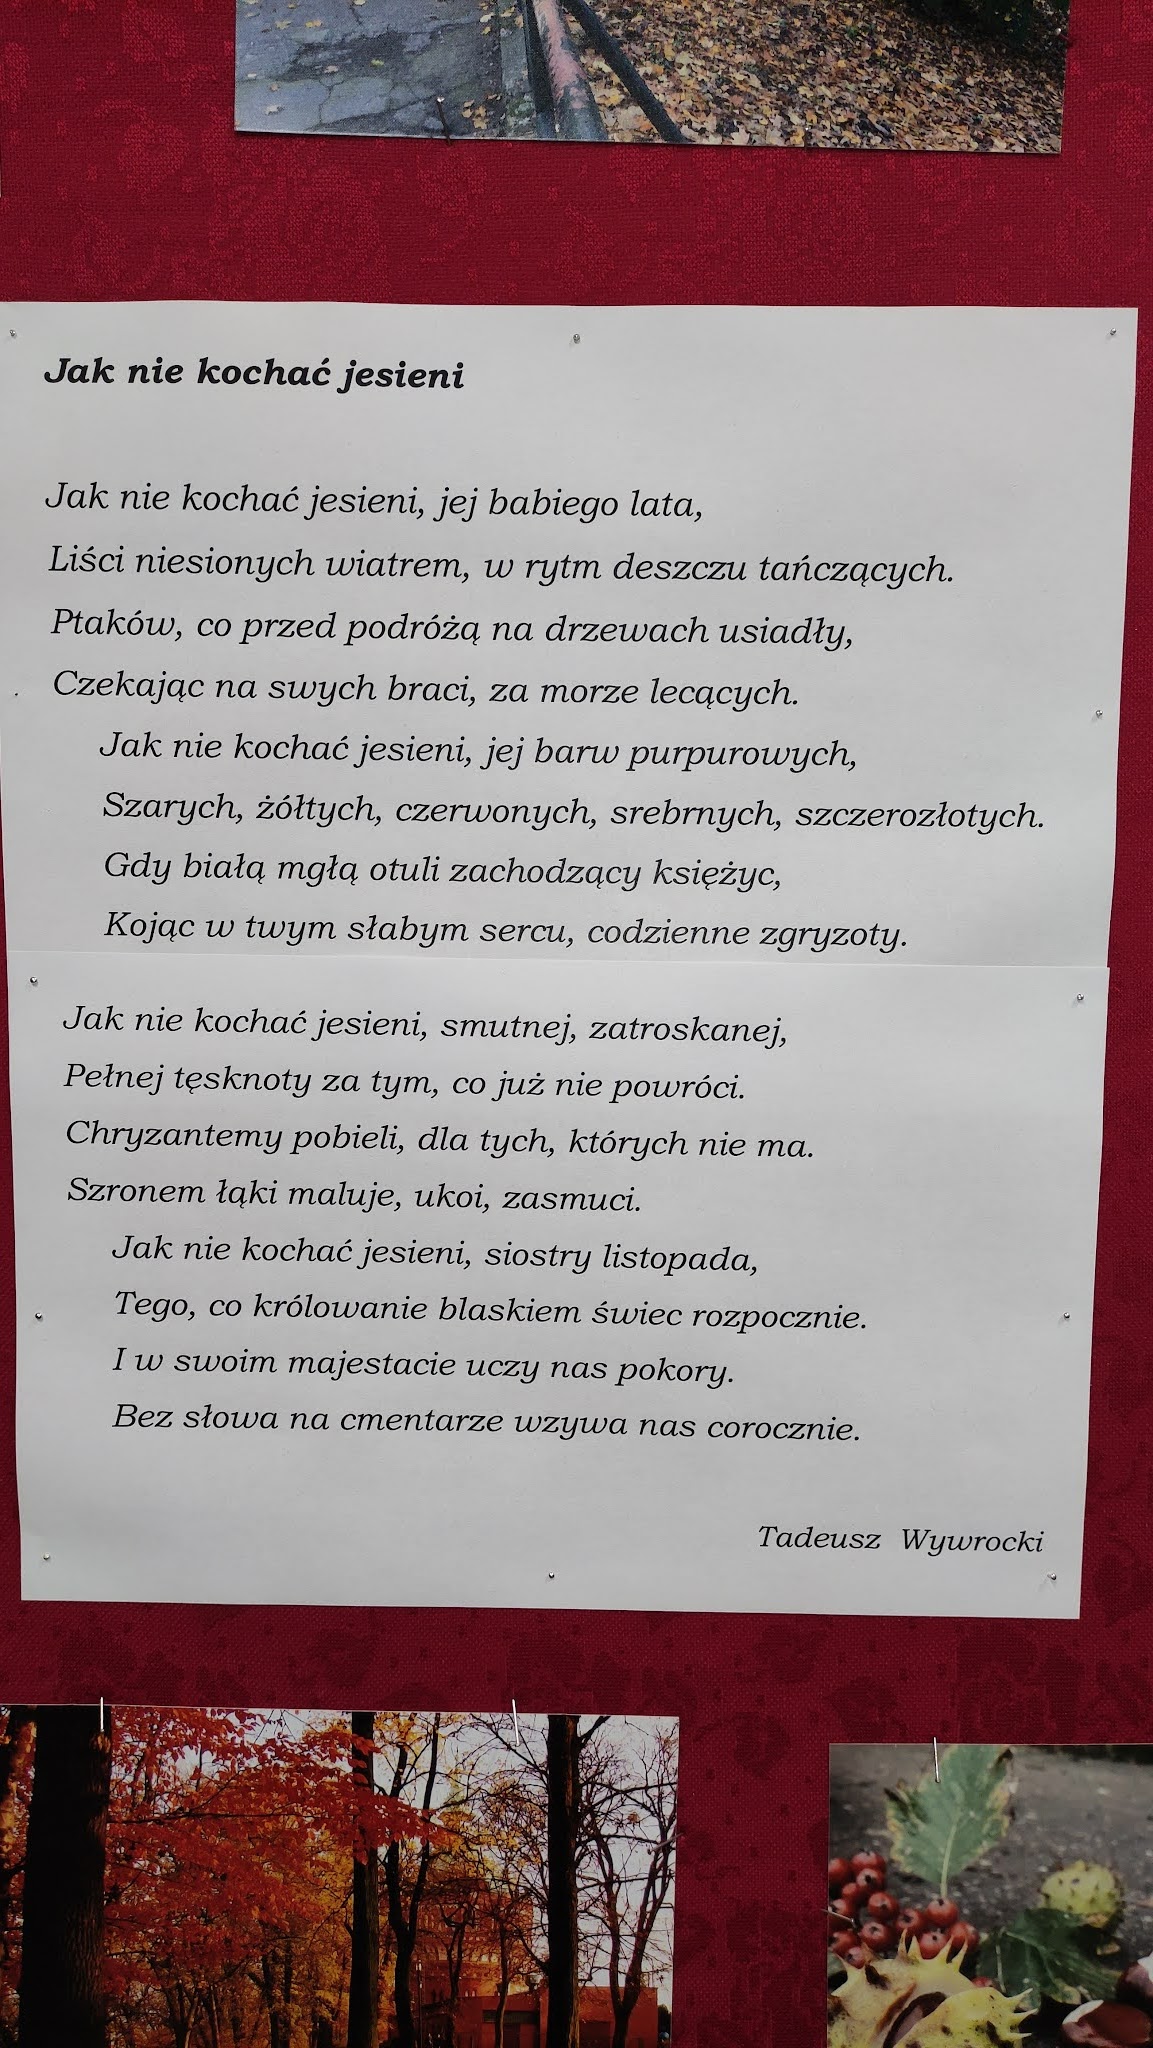 Jak nie kochać jesieni
Jak nie kochać jesieni, jej babiego lata,
Liści niesionych wiatrem, w rytm deszczu tańczących.
Ptaków, co przed podróżą na drzewach usiadły,
Czekając na swych braci, za morze lecących.
Jak nie kochać jesieni, jej barw purpurowych,
Szarych, żółtych, czerwonych, srebrnych, szczerozłotych.
Gdy białą mgłą otuli zachodzący księżyc,
Kojąc w twym słabym sercu, codzienne zgryzoty.
Jak nie kochać jesieni, smutnej, zatroskanej,
Pełnej tęsknoty za tym, co już nie powróci.
Chryzantemy pobieli, dla tych, których nie ma.
Szronem łąki maluje, ukoi, zasmuci.
Jak nie kochać jesieni, siostry listopada,
Tego, co królowanie blaskiem świec rozpocznie.
I w swoim majestacie uczy nas pokory.
Bez słowa na cmentarze wzywa nas corocznie.
Tadeusz Wywrocki